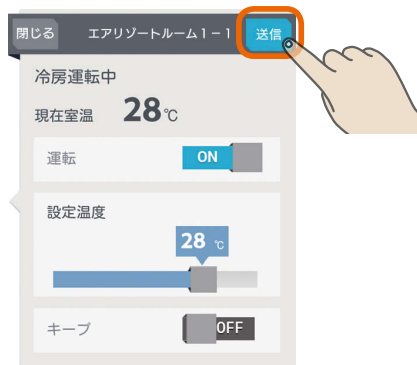 閉じる エアリゾートルーム1-1 送信
冷房運転中
現在室温 28℃
運転 ON
設定温度
28 ℃
キープ OFF